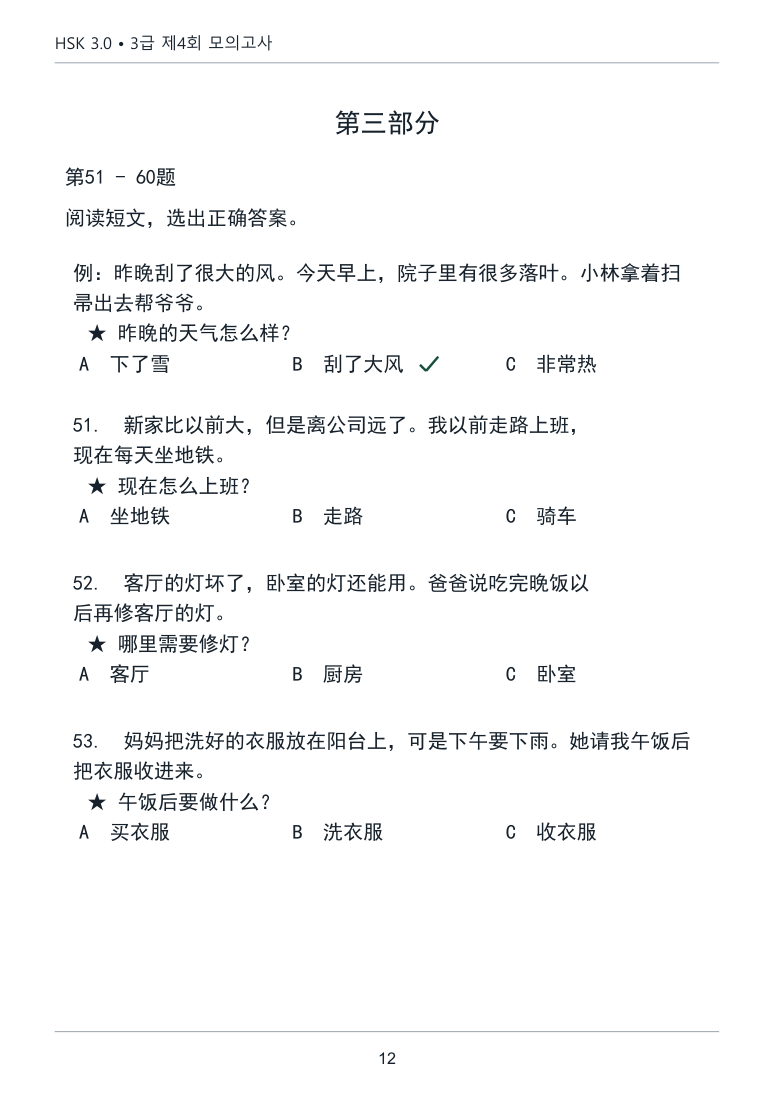 HSK 3.0 • 3급 제4회 모의고사
第三部分
第51 - 60题
阅读短文，选出正确答案。
例：昨晚刮了很大的风。今天早上，院子里有很多落叶。小林拿着扫
帚出去帮爷爷。
★ 昨晚的天气怎么样？
A 下了雪 B 刮了大风 ✓ C 非常热
51. 新家比以前大，但是离公司远了。我以前走路上班，
现在每天坐地铁。
★ 现在怎么上班？
A 坐地铁 B 走路 C 骑车
52. 客厅的灯坏了，卧室的灯还能用。爸爸说吃完晚饭以
后再修客厅的灯。
★ 哪里需要修灯？
A 客厅 B 厨房 C 卧室
53. 妈妈把洗好的衣服放在阳台上，可是下午要下雨。她请我午饭后
把衣服收进来。
★ 午饭后要做什么？
A 买衣服 B 洗衣服 C 收衣服
12